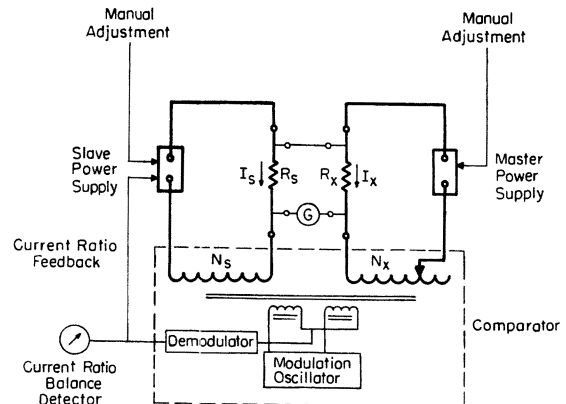 Manual
Adjustment
Manual
Adjustment
Slave
Power
Supply
I_S
R_S
R_X
I_X
Master
Power
Supply
G
Current Ratio
Feedback
N_S
N_X
Comparator
Demodulator
Modulation
Oscillator
Current Ratio
Balance
Detector